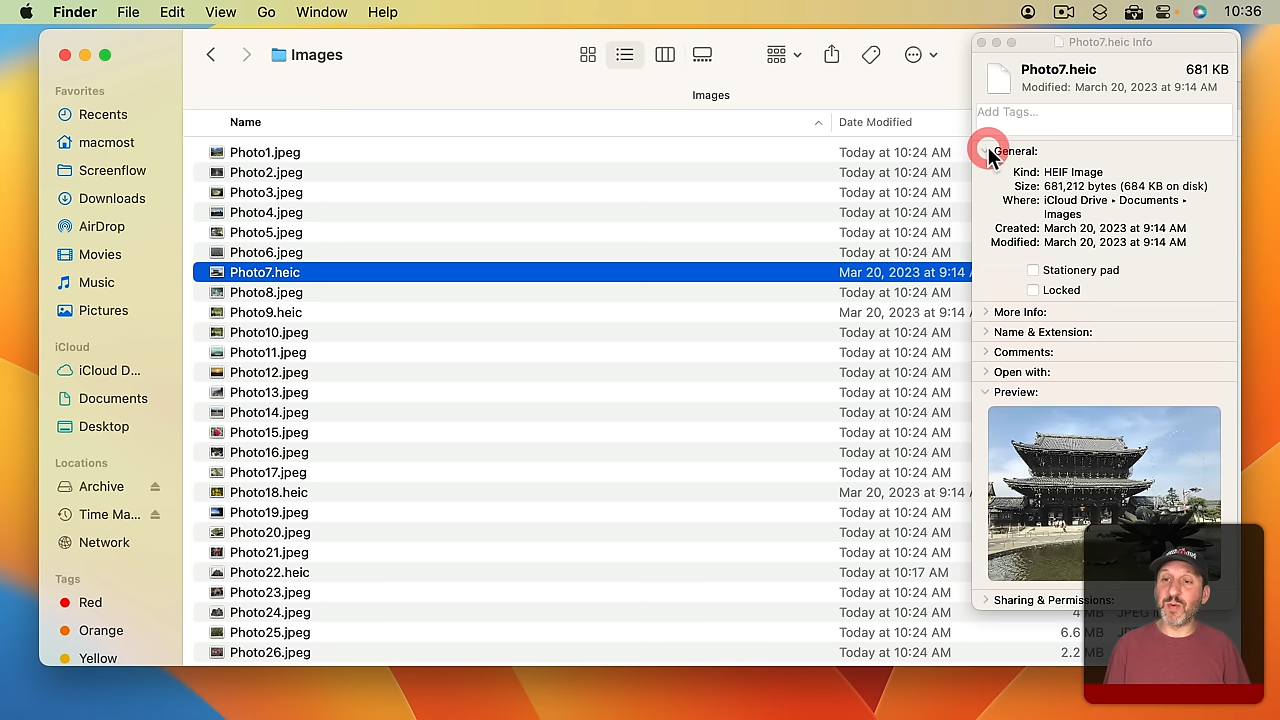 Finder File Edit View Go Window Help 10:36
Images
Images
Favorites
Recents
macmost
Screenflow
Downloads
AirDrop
Movies
Music
Pictures
iCloud
iCloud D...
Documents
Desktop
Locations
Archive
Time Ma...
Network
Tags
Red
Orange
Yellow
Name Date Modified
Photo1.jpeg Today at 10:24 AM
Photo2.jpeg Today at 10:24 AM
Photo3.jpeg Today at 10:24 AM
Photo4.jpeg Today at 10:24 AM
Photo5.jpeg Today at 10:24 AM
Photo6.jpeg Today at 10:24 AM
Photo7.heic Mar 20, 2023 at 9:14
Photo8.jpeg Today at 10:24 AM
Photo9.heic Mar 20, 2023 at 9:14
Photo10.jpeg Today at 10:24 AM
Photo11.jpeg Today at 10:24 AM
Photo12.jpeg Today at 10:24 AM
Photo13.jpeg Today at 10:24 AM
Photo14.jpeg Today at 10:24 AM
Photo15.jpeg Today at 10:24 AM
Photo16.jpeg Today at 10:24 AM
Photo17.jpeg Today at 10:24 AM
Photo18.heic Mar 20, 2023 at 9:14
Photo19.jpeg Today at 10:24 AM
Photo20.jpeg Today at 10:24 AM
Photo21.jpeg Today at 10:24 AM
Photo22.heic Today at 10:17 AM
Photo23.jpeg Today at 10:24 AM
Photo24.jpeg Today at 10:24 AM 4 MB
Photo25.jpeg Today at 10:24 AM 6.6 MB
Photo26.jpeg Today at 10:24 AM 2.2 MB
Photo7.heic Info
Photo7.heic 681 KB
Modified: March 20, 2023 at 9:14 AM
Add Tags...
General:
Kind: HEIF Image
Size: 681,212 bytes (684 KB on disk)
Where: iCloud Drive ▸ Documents ▸
Images
Created: March 20, 2023 at 9:14 AM
Modified: March 20, 2023 at 9:14 AM
Stationery pad
Locked
More Info:
Name & Extension:
Comments:
Open with:
Preview:
Sharing & Permissions: